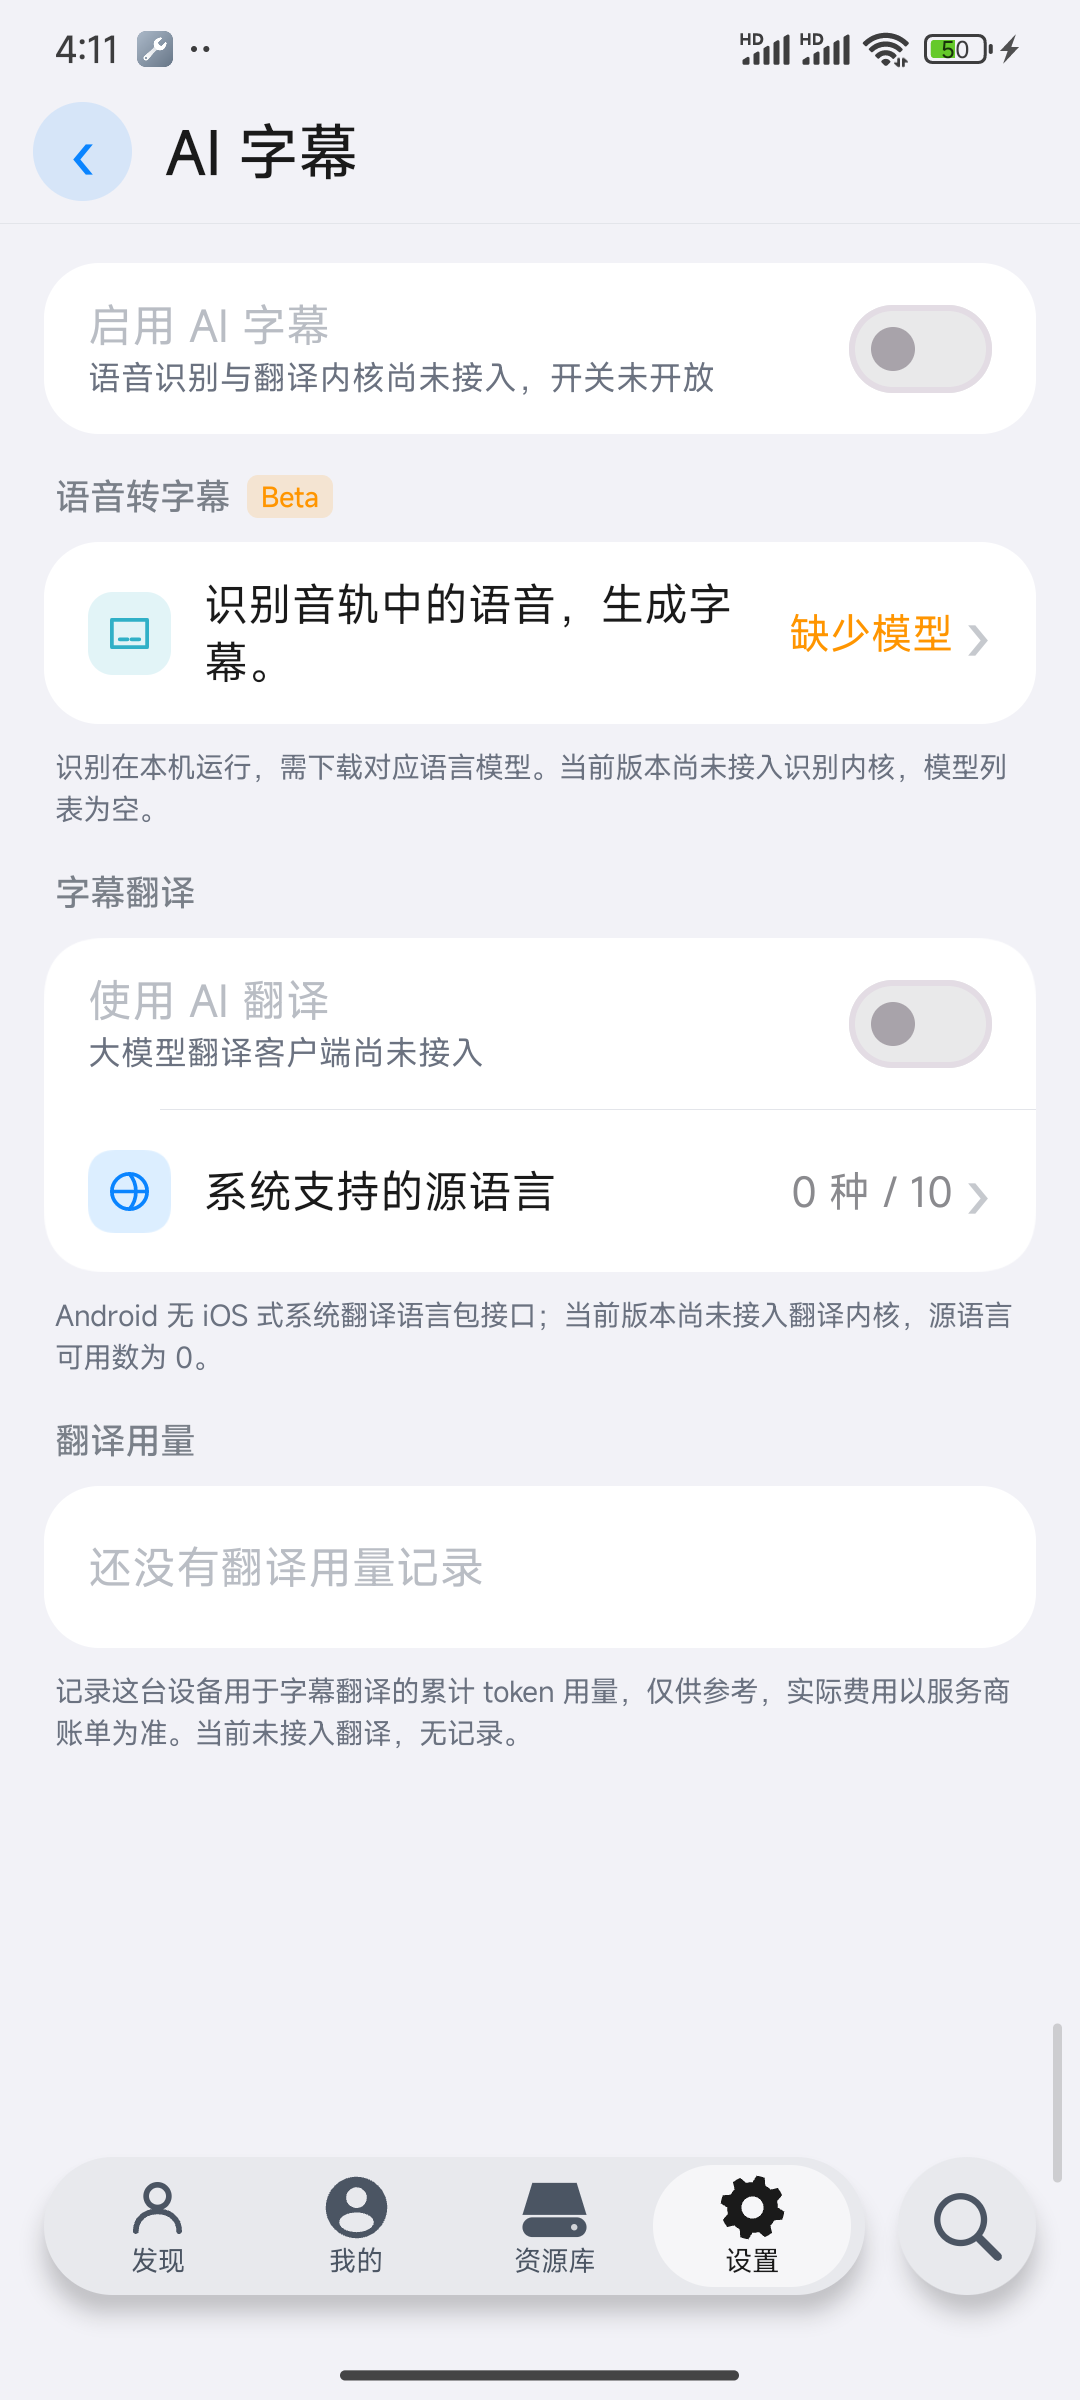 4:11
HD HD 50
AI 字幕
启用 AI 字幕
语音识别与翻译内核尚未接入，开关未开放
语音转字幕 Beta
识别音轨中的语音，生成字
幕。
缺少模型
识别在本机运行，需下载对应语言模型。当前版本尚未接入识别内核，模型列
表为空。
字幕翻译
使用 AI 翻译
大模型翻译客户端尚未接入
系统支持的源语言 0 种 / 10
Android 无 iOS 式系统翻译语言包接口；当前版本尚未接入翻译内核，源语言
可用数为 0。
翻译用量
还没有翻译用量记录
记录这台设备用于字幕翻译的累计 token 用量，仅供参考，实际费用以服务商
账单为准。当前未接入翻译，无记录。
发现 我的 资源库 设置